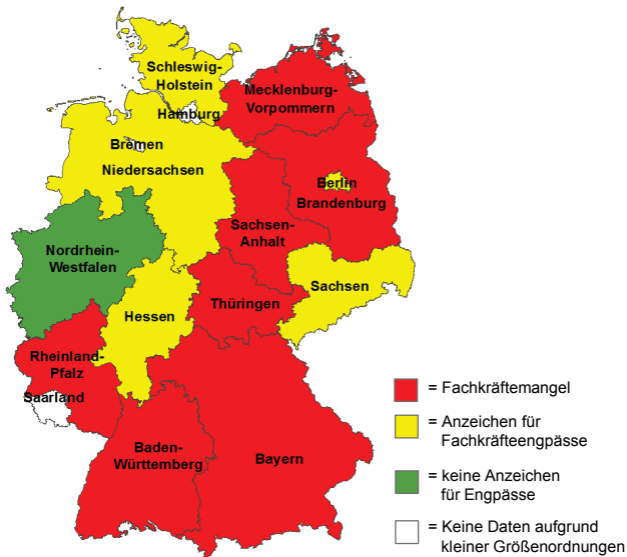 Schleswig-
Holstein
Mecklenburg-
Vorpommern
Hamburg
Bremen
Niedersachsen
Berlin
Brandenburg
Sachsen-
Anhalt
Nordrhein-
Westfalen
Sachsen
Thüringen
Hessen
Rheinland-
Pfalz
Saarland
Baden-
Württemberg
Bayern
= Fachkräftemangel
= Anzeichen für
Fachkräfteengpässe
= keine Anzeichen
für Engpässe
= Keine Daten aufgrund
kleiner Größenordnungen